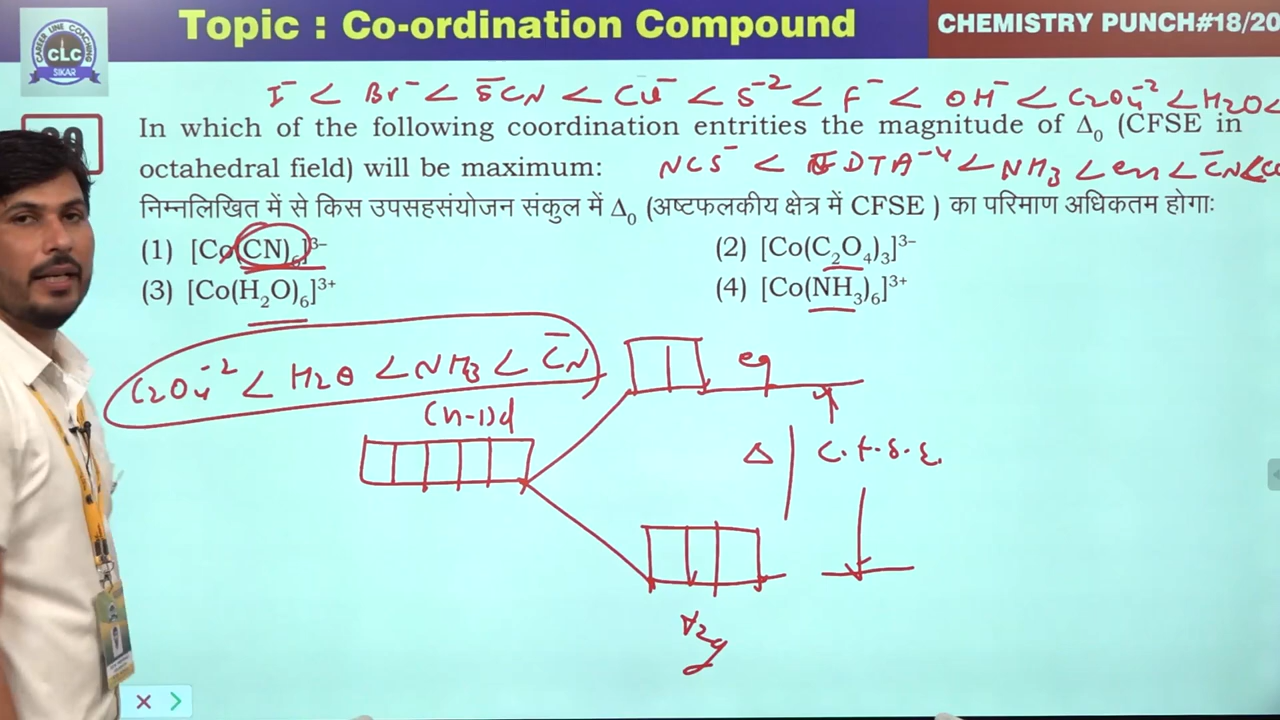 Topic : Co-ordination Compound
CHEMISTRY PUNCH#18/20
CAREER LINE COACHING
CLC
SIKAR
I⁻ < Br⁻ < S̄CN < Cl⁻ < S⁻² < F⁻ < OH⁻ < C₂O₄⁻² < H₂O <
In which of the following coordination entrities the magnitude of Δ₀ (CFSE in
octahedral field) will be maximum:
NCS⁻ < EDTA⁻⁴ < NH₃ < en < C̄N < CO
निम्नलिखित में से किस उपसहसंयोजन संकुल में Δ₀ (अष्टफलकीय क्षेत्र में CFSE ) का परिमाण अधिकतम होगाः
(1) [Co(CN)₆]³⁻
(2) [Co(C₂O₄)₃]³⁻
(3) [Co(H₂O)₆]³⁺
(4) [Co(NH₃)₆]³⁺
C₂O₄⁻² < H₂O < NH₃ < C̄N
eg
(n-1)d
Δ
C.F.S.E.
t₂g